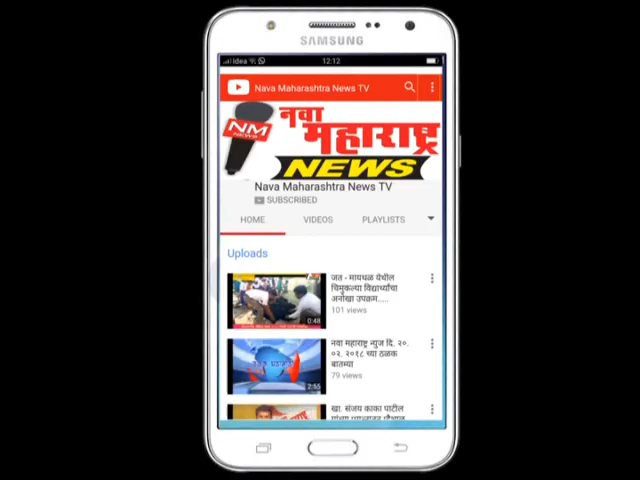 SAMSUNG
Idea
12:12
Nava Maharashtra News TV
नवा
NM
NEWS
महाराष्ट्र
NEWS
Nava Maharashtra News TV
SUBSCRIBED
HOME VIDEOS PLAYLISTS
Uploads
जत - मायथळ येथील
चिमुकल्या विद्यार्थ्यांचा
अनोखा उपक्रम.....
101 views
0:48
नवा महाराष्ट्र न्युज दि. २०.
०२. २०१८ च्या ठळक
बातम्या
79 views
2:55
खा. संजय काका पाटील